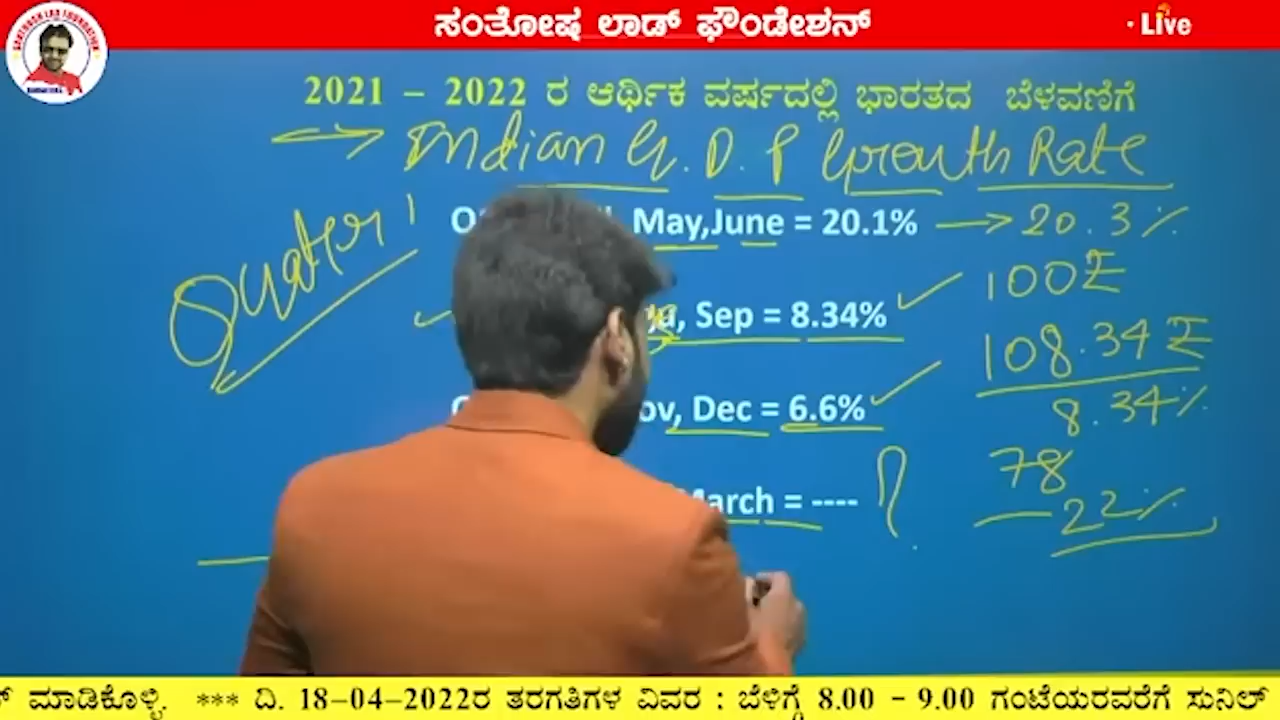 ಸಂತೋಷ ಲಾಡ್ ಫೌಂಡೇಶನ್
Live
2021 – 2022 ರ ಆರ್ಥಿಕ ವರ್ಷದಲ್ಲಿ ಭಾರತದ ಬೆಳವಣಿಗೆ
Indian G.D.P Growth Rate
Quater'
May,June = 20.1% → 20.3%
100₹
Sep = 8.34%
108.34₹
8.34%
Dec = 6.6%
78
March = ---- ?
22%
ಮಾಡಿಕೊಳ್ಳಿ. *** ದಿ. 18–04–2022ರ ತರಗತಿಗಳ ವಿವರ : ಬೆಳಿಗ್ಗೆ 8.00 – 9.00 ಗಂಟೆಯರವರೆಗೆ ಸುನಿಲ್